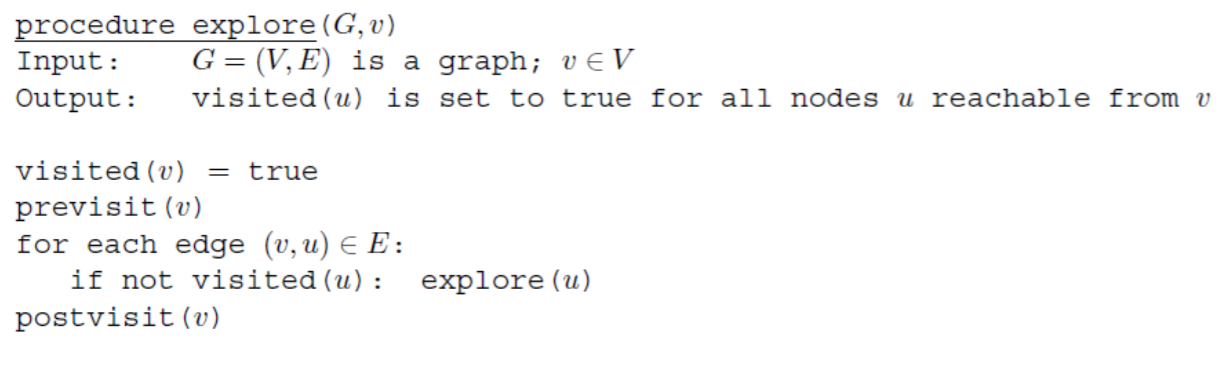 procedure explore(G, v)
Input: G = (V, E) is a graph; v ∈ V
Output: visited(u) is set to true for all nodes u reachable from v
visited(v) = true
previsit(v)
for each edge (v, u) ∈ E:
if not visited(u): explore(u)
postvisit(v)